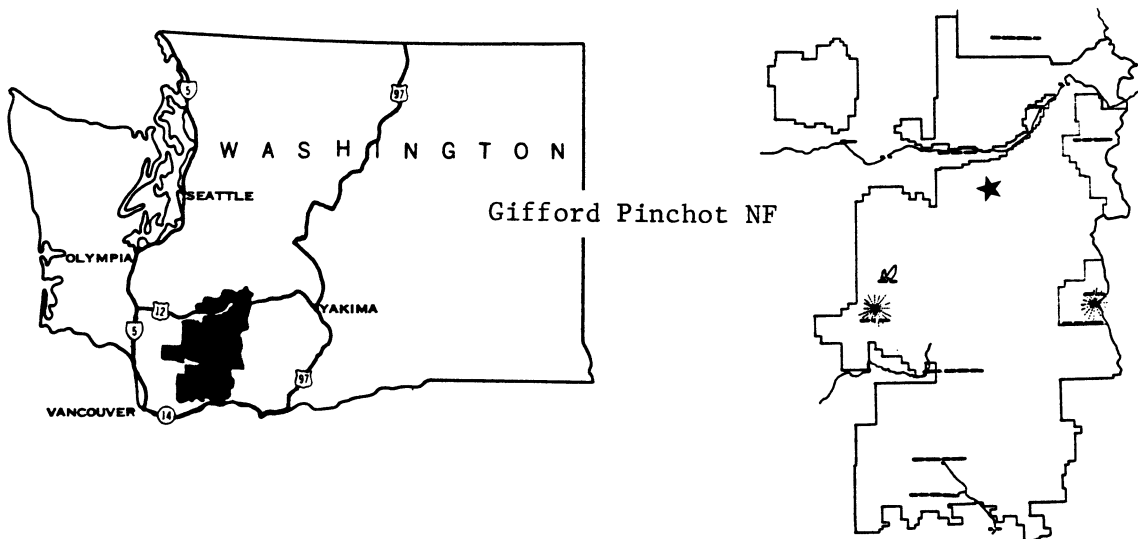 5
97
WASHINGTON
SEATTLE
Gifford Pinchot NF
OLYMPIA
12
YAKIMA
5
97
VANCOUVER
14